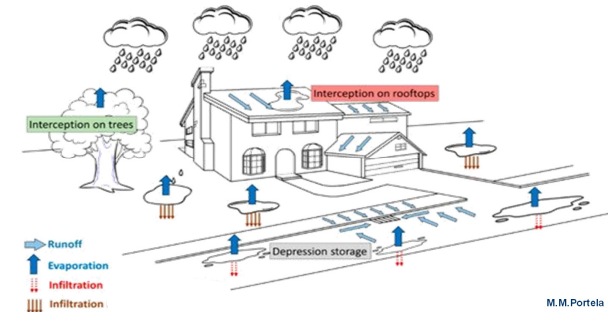 Interception on rooftops
Interception on trees
Depression storage
Runoff
Evaporation
Infiltration
Infiltration
M.M.Portela